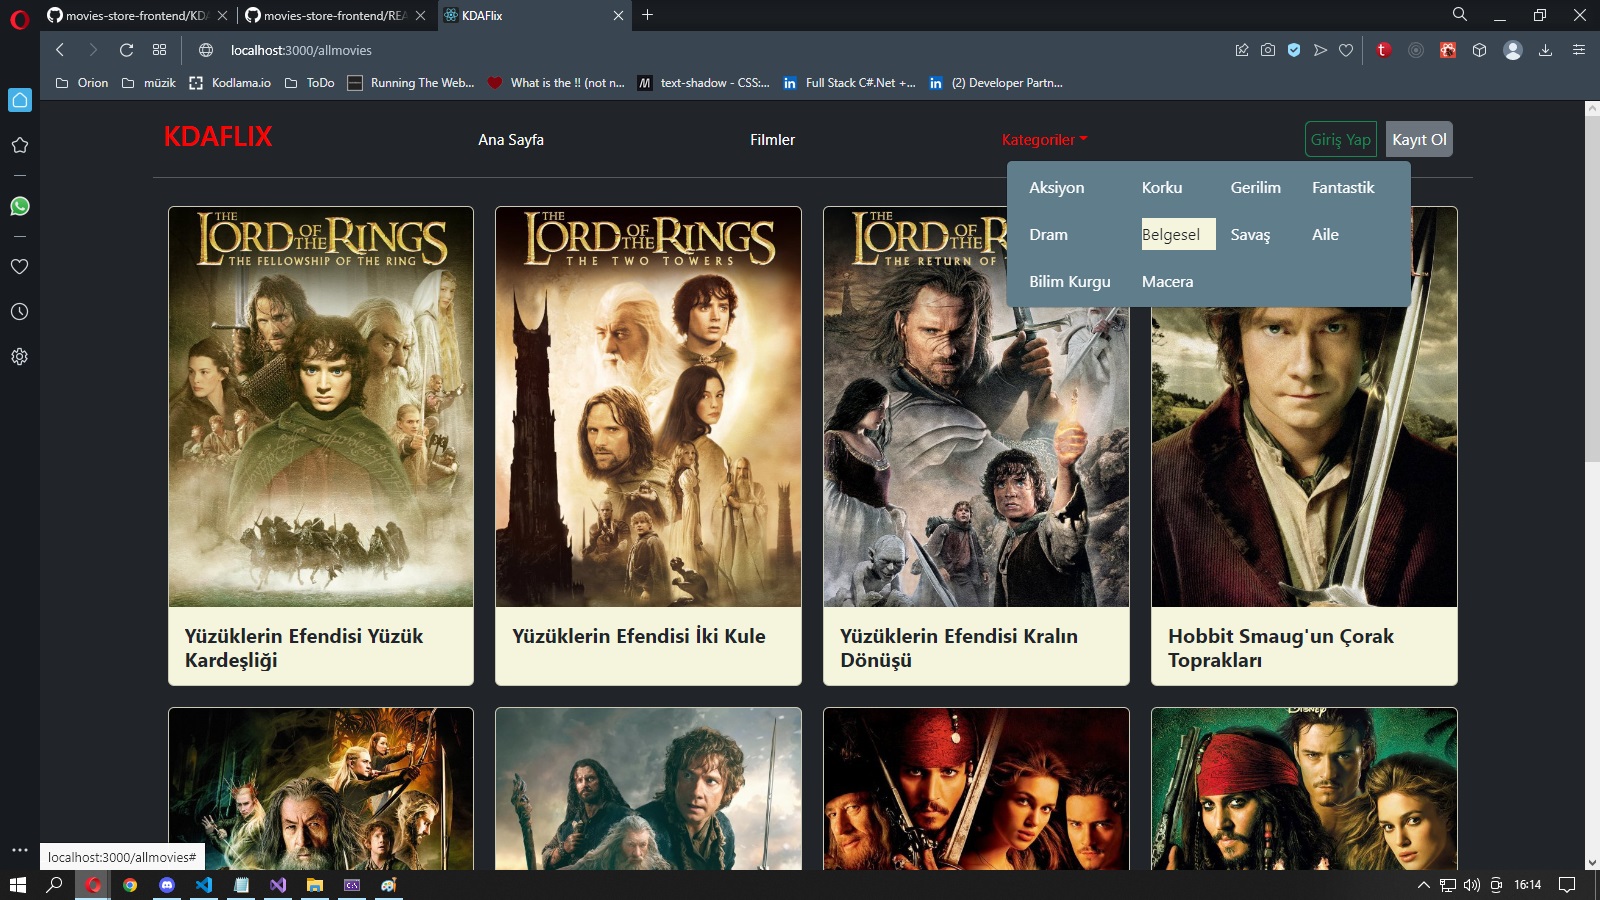 movies-store-frontend/KDA
movies-store-frontend/REA
KDAFlix
localhost:3000/allmovies
Orion
müzik
Kodlama.io
ToDo
Running The Web...
What is the !! (not n...
text-shadow - CSS:...
Full Stack C#.Net +...
(2) Developer Partn...
KDAFLIX
Ana Sayfa
Filmler
Kategoriler
Giriş Yap
Kayıt Ol
Aksiyon
Korku
Gerilim
Fantastik
Dram
Belgesel
Savaş
Aile
Bilim Kurgu
Macera
THE
LORD OF THE RINGS
THE FELLOWSHIP OF THE RING
THE
LORD OF THE RINGS
THE TWO TOWERS
THE
LORD OF THE R
THE RETURN OF
Yüzüklerin Efendisi Yüzük
Kardeşliği
Yüzüklerin Efendisi İki Kule
Yüzüklerin Efendisi Kralın
Dönüşü
Hobbit Smaug'un Çorak
Toprakları
DISNEY
localhost:3000/allmovies#
16:14